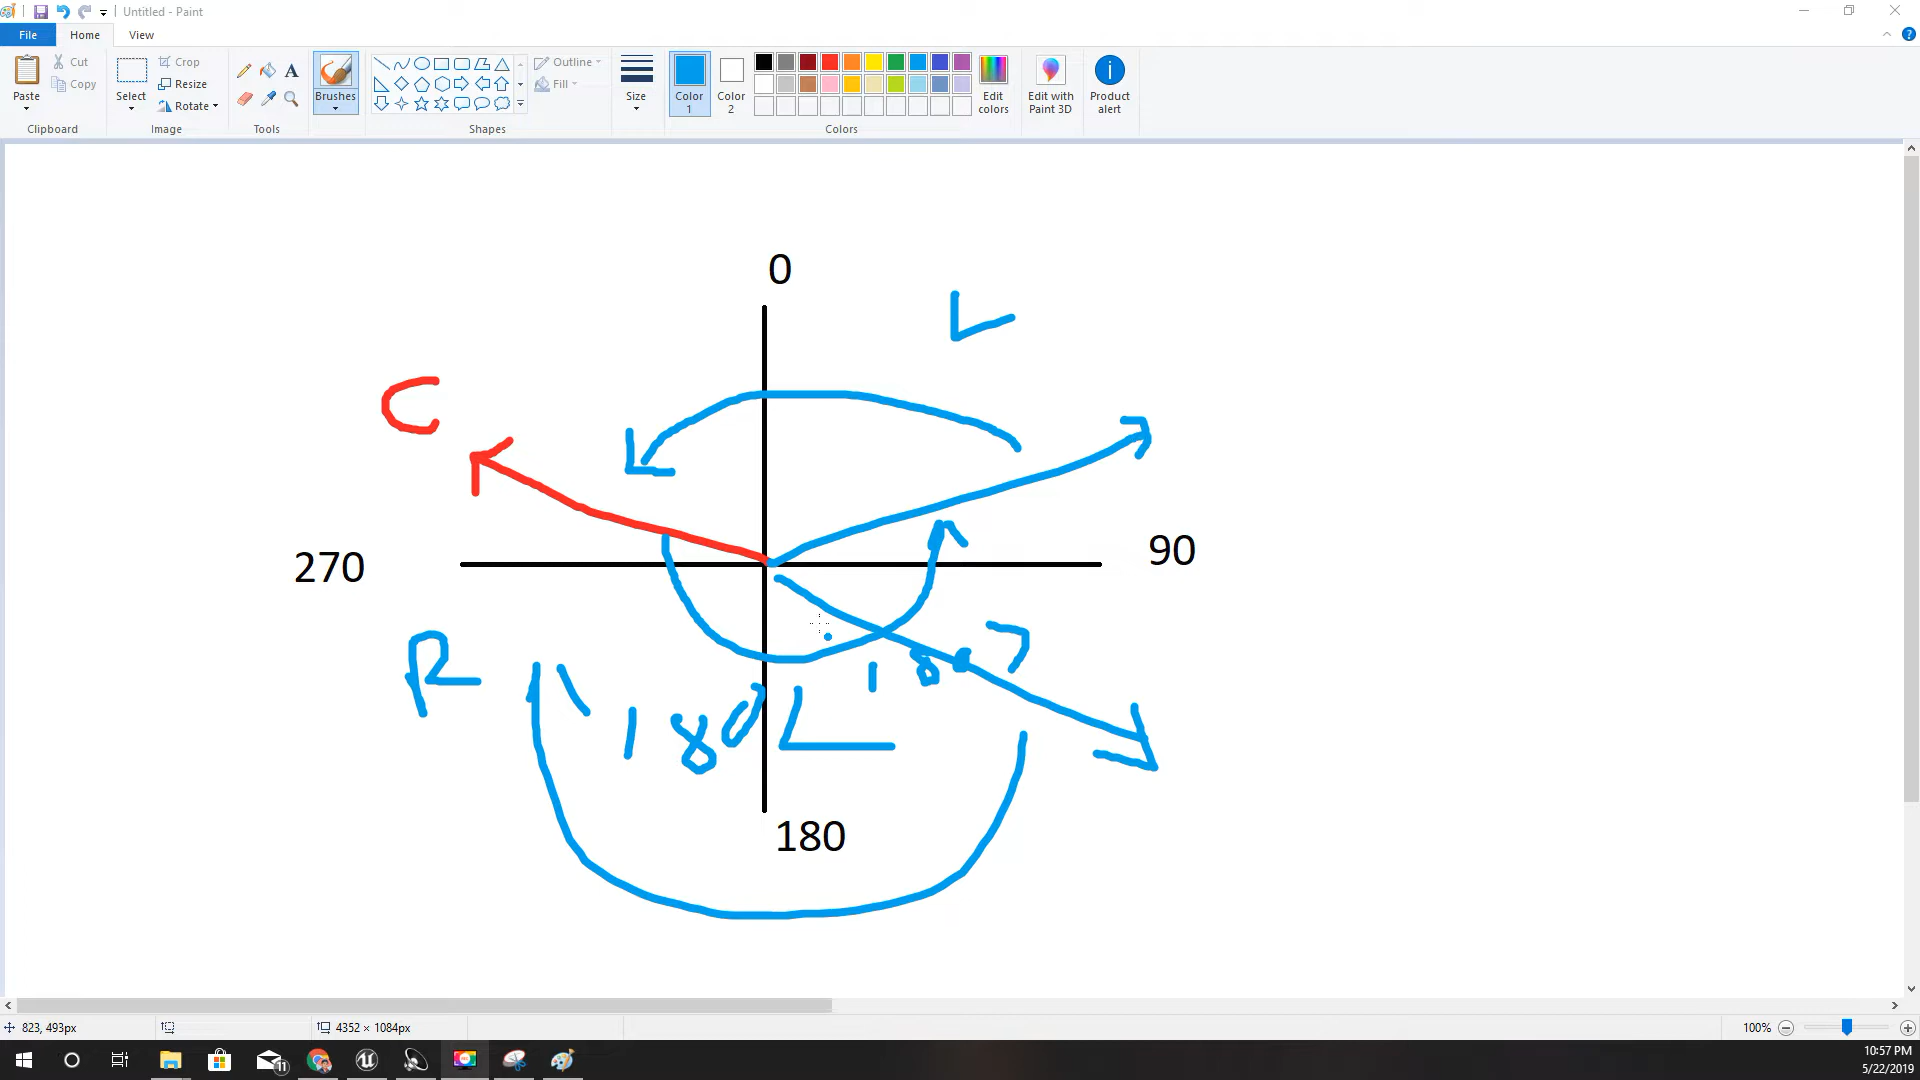 Untitled - Paint
File Home View
Paste
Cut
Copy
Clipboard
Select
Crop
Resize
Rotate
Image
Tools
Brushes
Shapes
Outline
Fill
Size
Color 1
Color 2
Edit colors
Colors
Edit with Paint 3D
Product alert
0
L
C
270
90
R
180
L
180
823, 493px
4352 × 1084px
100%
11
10:57 PM
5/22/2019